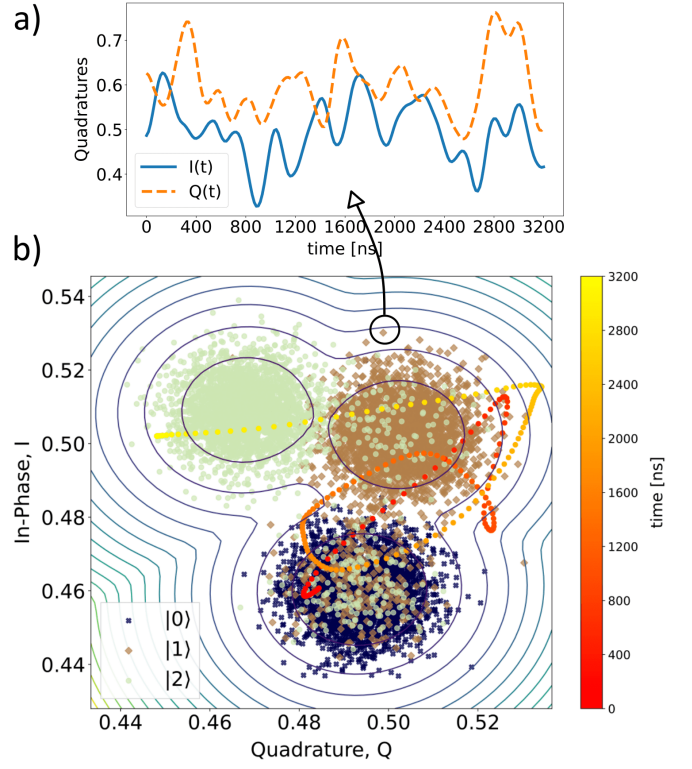 a)
Quadratures
0.7
0.6
0.5
0.4
I(t)
Q(t)
0 400 800 1200 1600 2000 2400 2800 3200
time [ns]
b)
In-Phase, I
0.54
0.52
0.50
0.48
0.46
0.44
|0⟩
|1⟩
|2⟩
0.44 0.46 0.48 0.50 0.52
Quadrature, Q
3200
2800
2400
2000
1600
1200
800
400
0
time [ns]